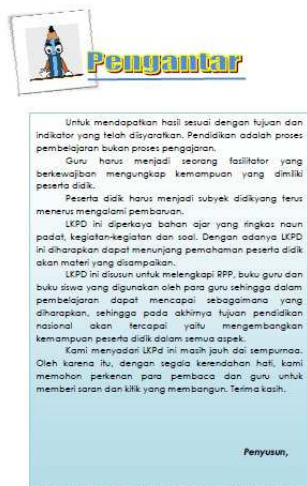 Pengantar
Untuk mendapatkan hasil sesuai dengan tujuan dan
indikator yang telah disyaratkan. Pendidikan adalah proses
pembelajaran bukan proses pengajaran.
Guru harus menjadi seorang fasilitator yang
berkewajiban mengungkap kemampuan yang dimiliki
peserta didik.
Peserta didik harus menjadi subyek didikyang terus
menerus mengalami pembaruan.
LKPD ini diperkaya bahan ajar yang ringkas naun
padat, kegiatan-kegiatan dan soal. Dengan adanya LKPD
ini diharapkan dapat menunjang pemahaman peserta didik
akan materi yang disampaikan.
LKPD ini disusun untuk melengkapi RPP, buku guru dan
buku siswa yang digunakan oleh para guru sehingga dalam
pembelajaran dapat mencapai sebagaimana yang
diharapkan, sehingga pada akhirnya tujuan pendidikan
nasional akan tercapai yaitu mengembangkan
kemampuan peserta didik dalam semua aspek.
Kami menyadari LKPd ini masih jauh dai sempurnaa.
Oleh karena itu, dengan segala kerendahan hati, kami
memohon perkenan para pembaca dan guru untuk
memberi saran dan kitik yang membangun. Terima kasih.
Penyusun,